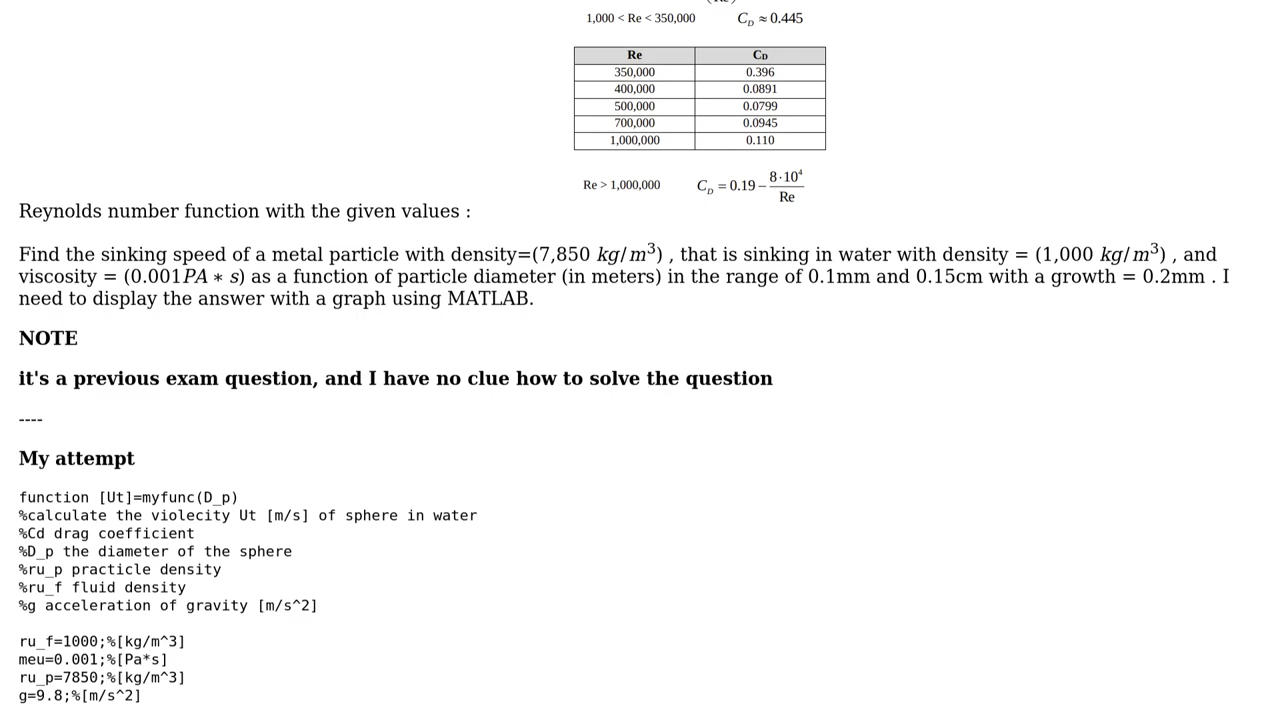 1,000 < Re < 350,000 C_D ≈ 0.445
Re C_D
350,000 0.396
400,000 0.0891
500,000 0.0799
700,000 0.0945
1,000,000 0.110
Re > 1,000,000 C_D = 0.19 − 8·10⁴ / Re
Reynolds number function with the given values :
Find the sinking speed of a metal particle with density=(7,850 kg/m³) , that is sinking in water with density = (1,000 kg/m³) , and
viscosity = (0.001PA * s) as a function of particle diameter (in meters) in the range of 0.1mm and 0.15cm with a growth = 0.2mm . I
need to display the answer with a graph using MATLAB.
NOTE
it's a previous exam question, and I have no clue how to solve the question
----
My attempt
function [Ut]=myfunc(D_p)
%calculate the violecity Ut [m/s] of sphere in water
%Cd drag coefficient
%D_p the diameter of the sphere
%ru_p practicle density
%ru_f fluid density
%g acceleration of gravity [m/s^2]
ru_f=1000;%[kg/m^3]
meu=0.001;%[Pa*s]
ru_p=7850;%[kg/m^3]
g=9.8;%[m/s^2]